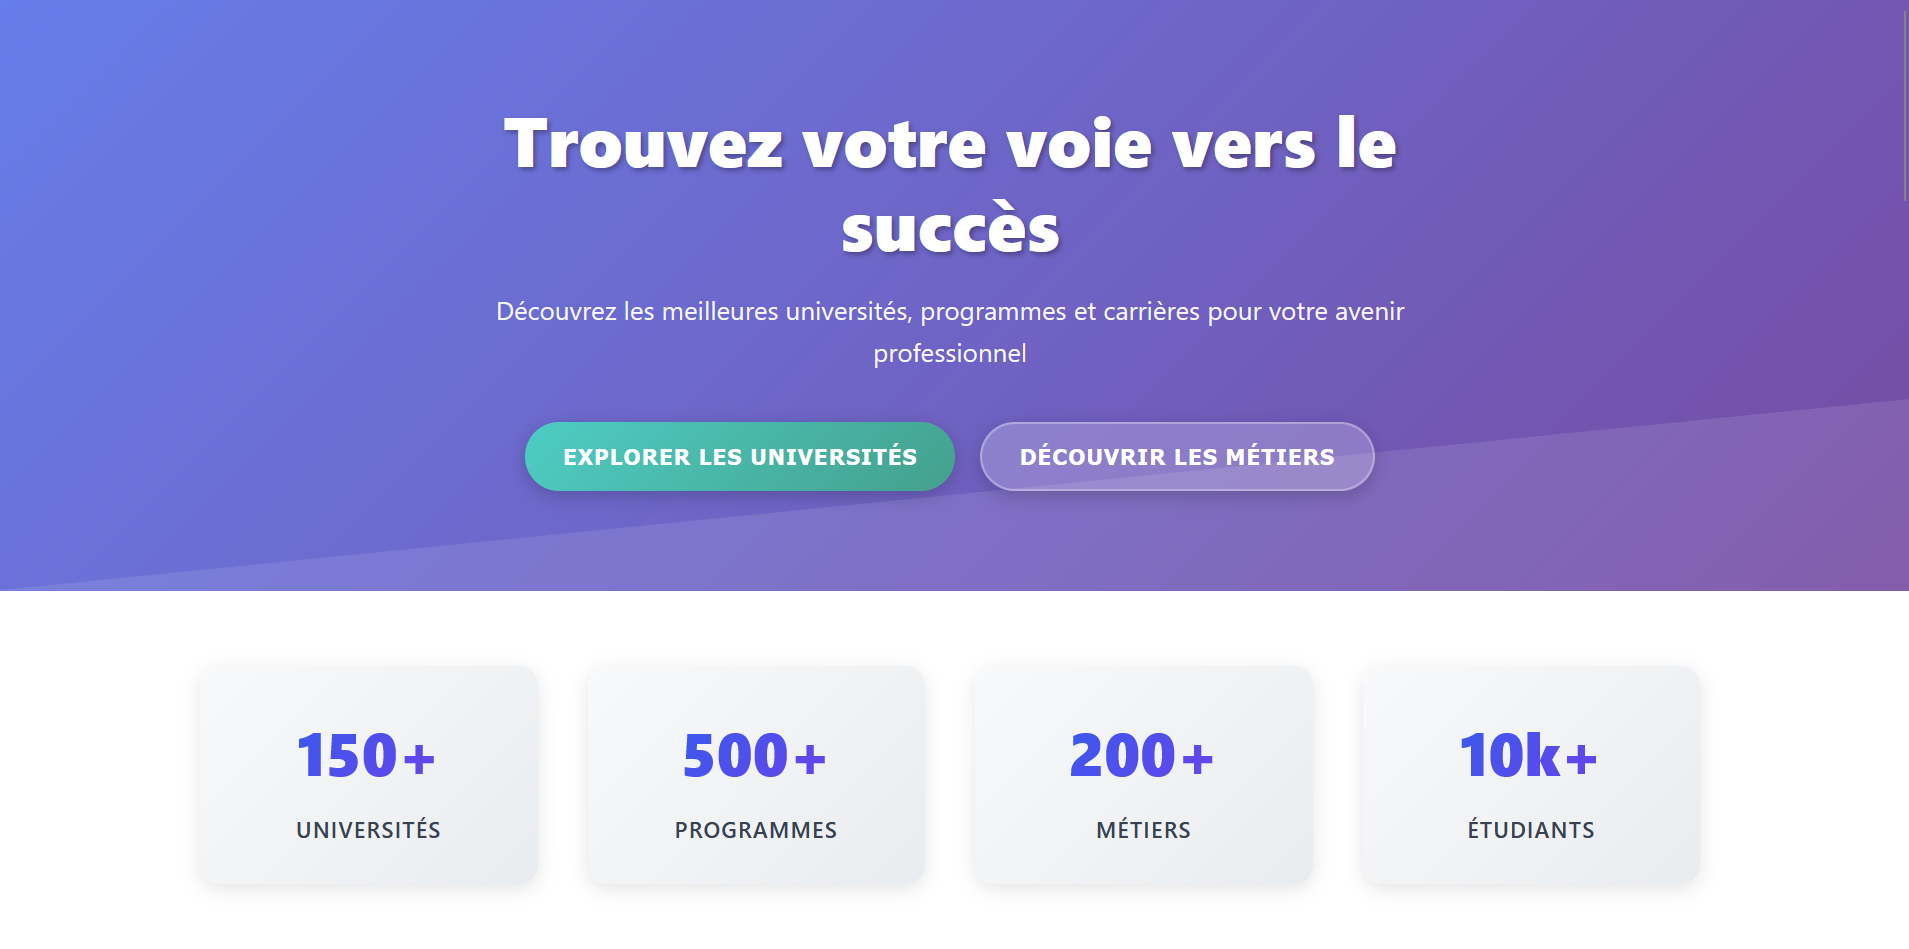 Trouvez votre voie vers le
succès
Découvrez les meilleures universités, programmes et carrières pour votre avenir
professionnel
EXPLORER LES UNIVERSITÉS
DÉCOUVRIR LES MÉTIERS
150+
UNIVERSITÉS
500+
PROGRAMMES
200+
MÉTIERS
10k+
ÉTUDIANTS